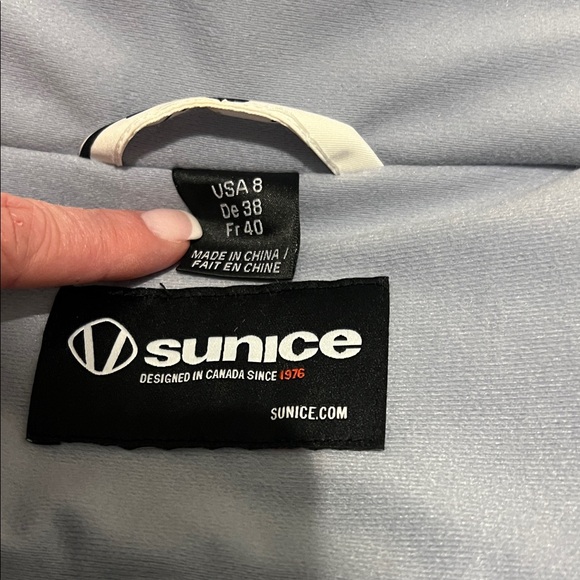 USA 8
De 38
Fr 40
MADE IN CHINA /
FAIT EN CHINE
sunice
DESIGNED IN CANADA SINCE 1976
SUNICE.COM